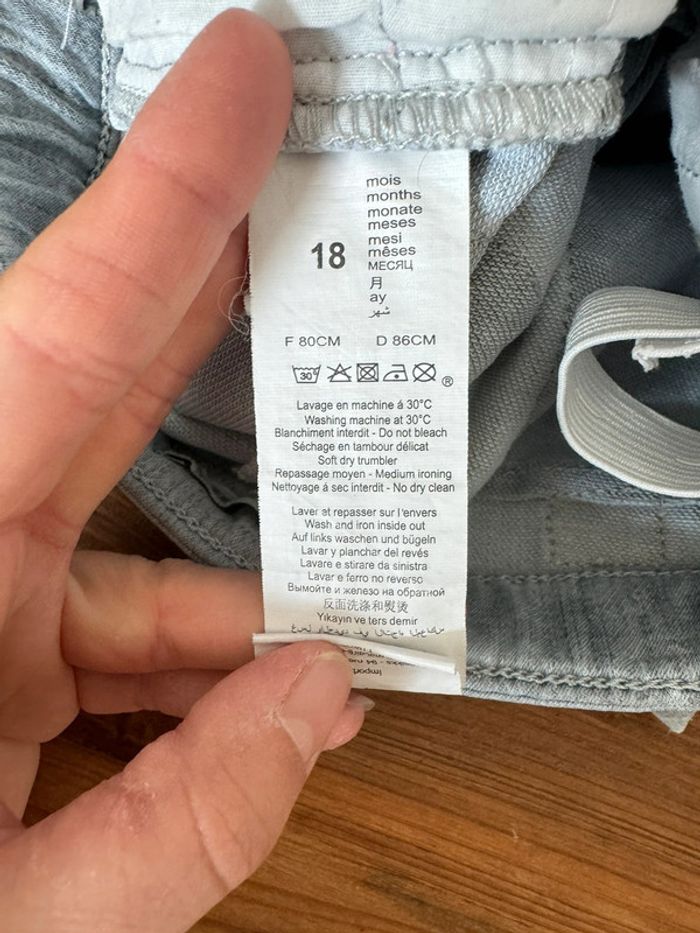 mois
months
monate
meses
18
mesi
mêses
МЕСЯЦ
月
ay
شهر
F 80CM D 86CM
30
®
Lavage en machine á 30°C
Washing machine at 30°C
Blanchiment interdit - Do not bleach
Séchage en tambour délicat
Soft dry trumbler
Repassage moyen - Medium ironing
Nettoyage á sec interdit - No dry clean
Laver et repasser sur l'envers
Wash and iron inside out
Auf links waschen und bügeln
Lavar y planchar del revés
Lavare e stirare da sinistra
Lavar e ferro no reverso
Вымойте и железо на обратной
反面洗涤和熨烫
Yıkayın ve ters demir